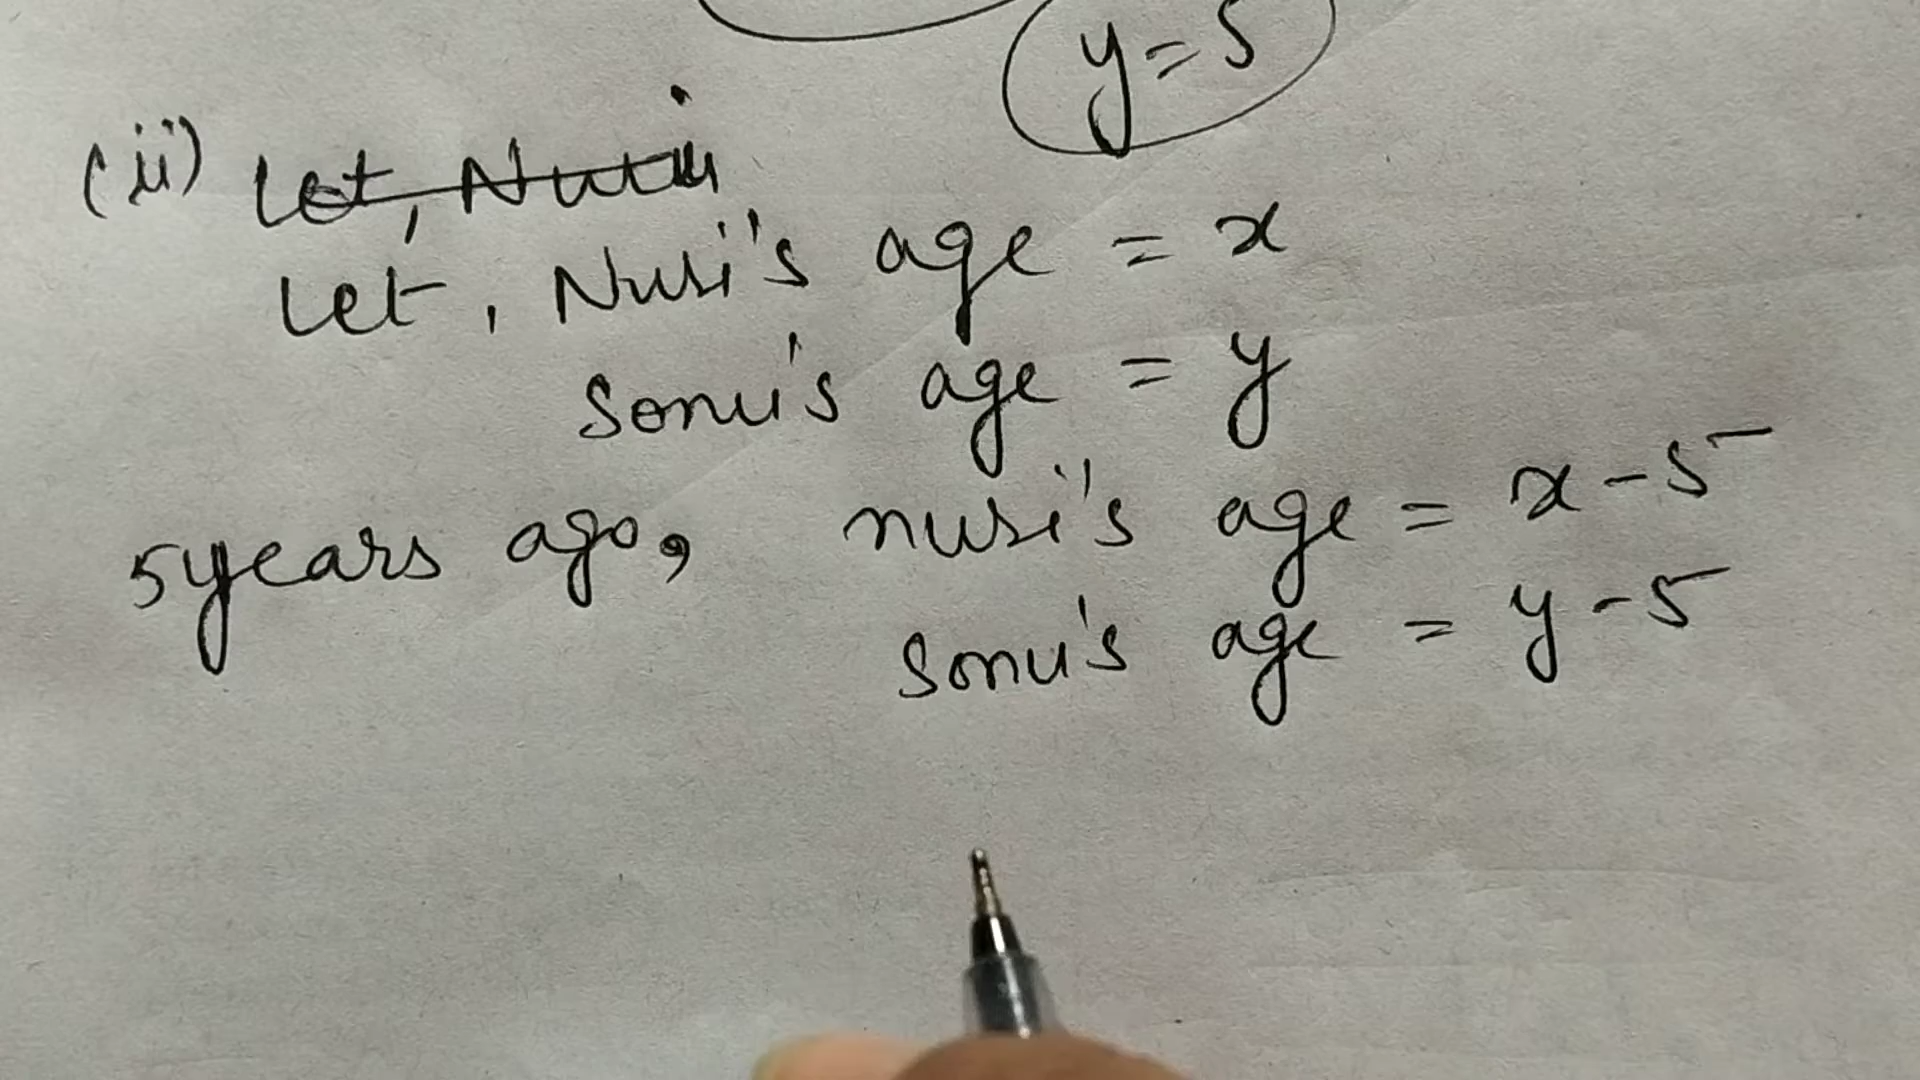 y = 5
(ii) Let, Nuri
Let, Nuri's age = x
Sonu's age = y
5 years ago, nuri's age = x - 5
Sonu's age = y - 5